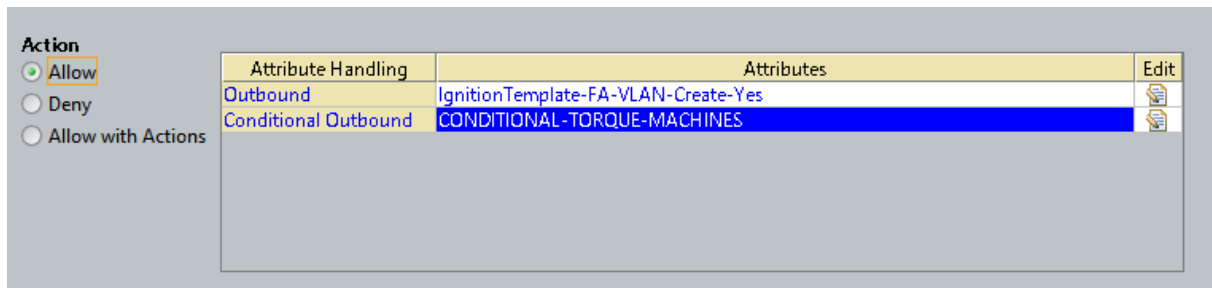 Action
Allow
Deny
Allow with Actions
Attribute Handling Attributes Edit
Outbound IgnitionTemplate-FA-VLAN-Create-Yes
Conditional Outbound CONDITIONAL-TORQUE-MACHINES